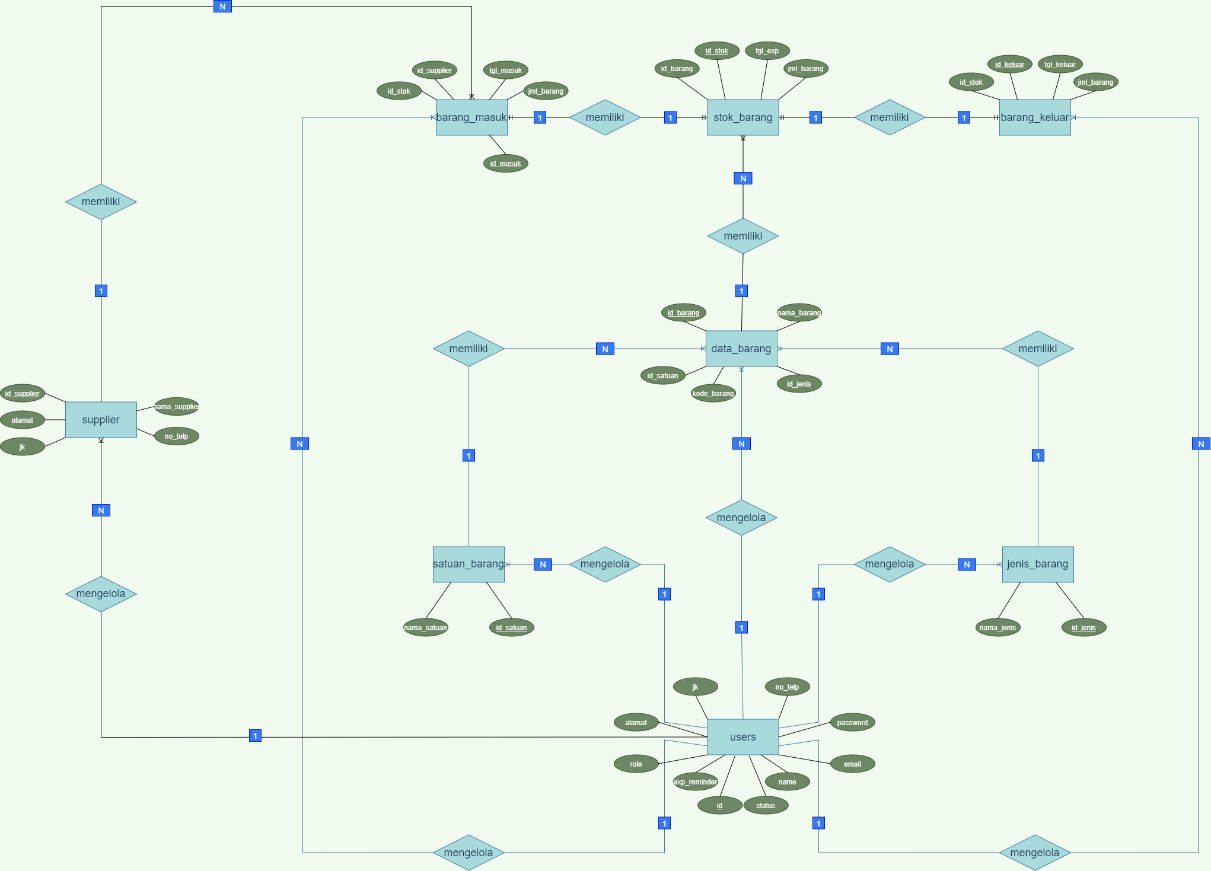 N
id_stok
tgl_exp
id_keluar
tgl_keluar
id_supplier
tgl_masuk
id_barang
jml_barang
id_stok
jml_barang
id_stok
jml_barang
barang_masuk
1
memiliki
1
stok_barang
1
memiliki
1
barang_keluar
id_masuk
N
memiliki
memiliki
1
1
id_barang
nama_barang
memiliki
N
data_barang
N
memiliki
id_satuan
kode_barang
id_jenis
id_supplier
nama_supplier
alamat
supplier
jk
no_telp
N
N
N
1
1
N
mengelola
satuan_barang
N
mengelola
mengelola
N
jenis_barang
mengelola
1
1
nama_satuan
id_satuan
1
nama_jenis
id_jenis
jk
no_telp
alamat
password
1
users
role
email
exp_reminder
name
id
status
1
1
mengelola
mengelola